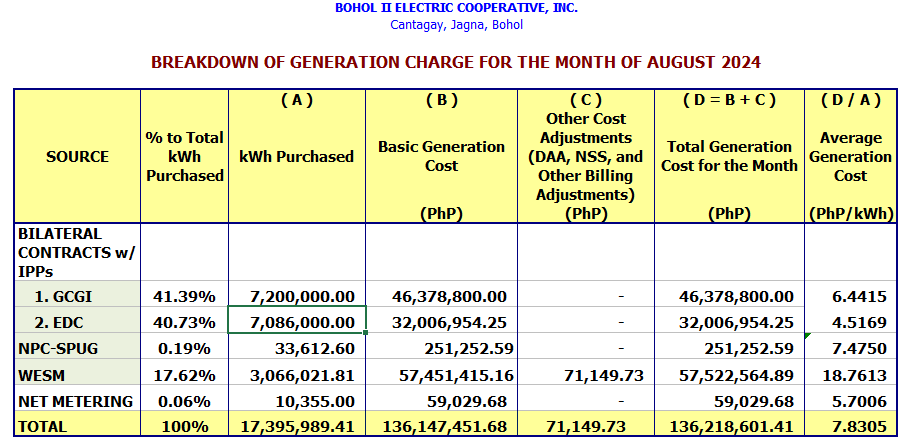 BOHOL II ELECTRIC COOPERATIVE, INC.
Cantagay, Jagna, Bohol
BREAKDOWN OF GENERATION CHARGE FOR THE MONTH OF AUGUST 2024
SOURCE
% to Total
kWh
Purchased
( A )
kWh Purchased
( B )
Basic Generation
Cost
(PhP)
( C )
Other Cost
Adjustments
(DAA, NSS, and
Other Billing
Adjustments)
(PhP)
( D = B + C )
Total Generation
Cost for the Month
(PhP)
( D / A )
Average
Generation
Cost
(PhP/kWh)
BILATERAL
CONTRACTS w/
IPPs
1. GCGI 41.39% 7,200,000.00 46,378,800.00 - 46,378,800.00 6.4415
2. EDC 40.73% 7,086,000.00 32,006,954.25 - 32,006,954.25 4.5169
NPC-SPUG 0.19% 33,612.60 251,252.59 - 251,252.59 7.4750
WESM 17.62% 3,066,021.81 57,451,415.16 71,149.73 57,522,564.89 18.7613
NET METERING 0.06% 10,355.00 59,029.68 - 59,029.68 5.7006
TOTAL 100% 17,395,989.41 136,147,451.68 71,149.73 136,218,601.41 7.8305